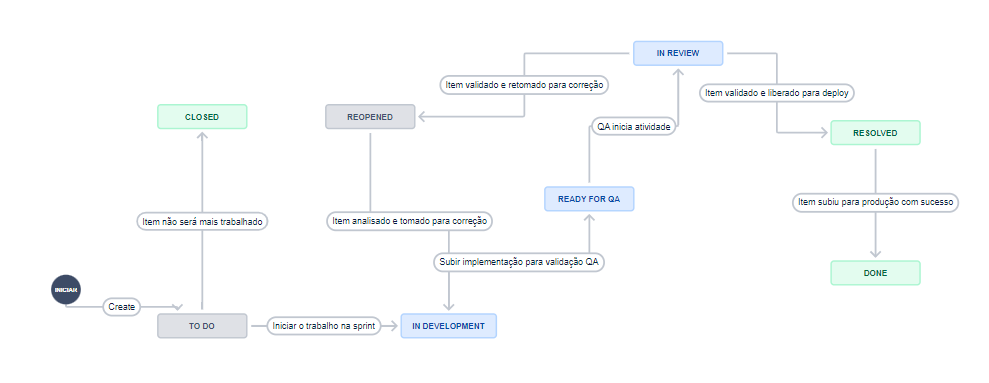 IN REVIEW
Item validado e retomado para correção
Item validado e liberado para deploy
CLOSED
REOPENED
QA inicia atividade
RESOLVED
READY FOR QA
Item não será mais trabalhado
Item analisado e tomado para correção
Item subiu para produção com sucesso
Subir implementação para validação QA
DONE
INICIAR
Create
TO DO
Iniciar o trabalho na sprint
IN DEVELOPMENT